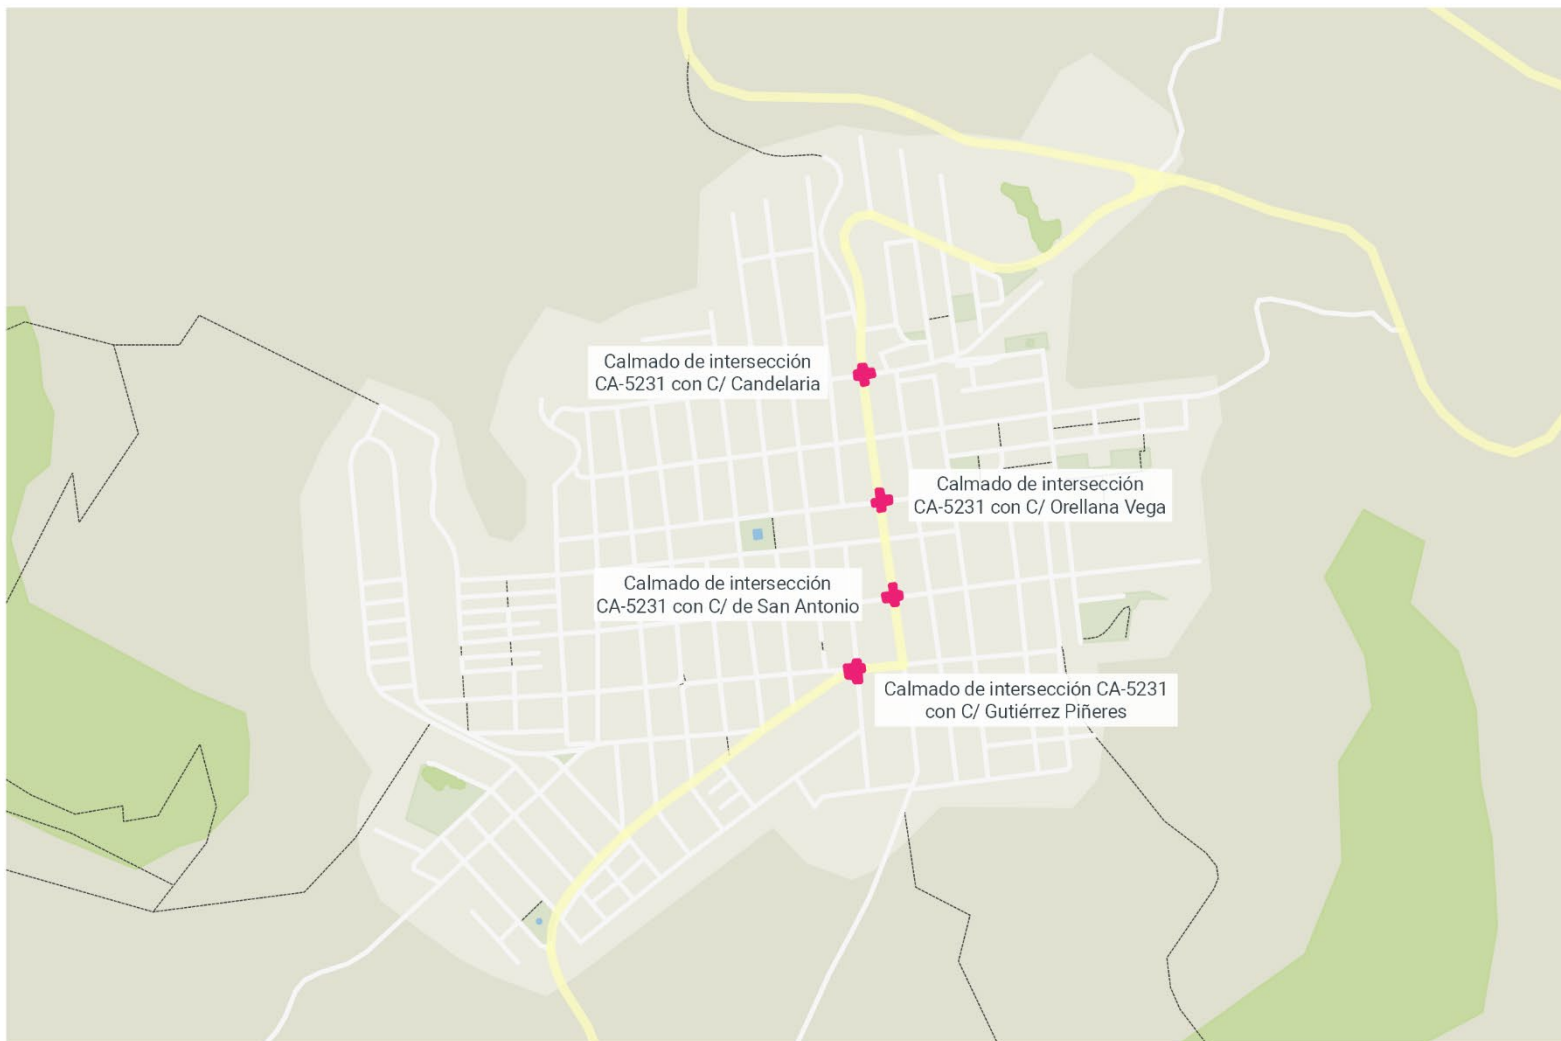 Calmado de intersección
CA-5231 con C/ Candelaria
Calmado de intersección
CA-5231 con C/ Orellana Vega
Calmado de intersección
CA-5231 con C/ de San Antonio
Calmado de intersección CA-5231
con C/ Gutiérrez Piñeres